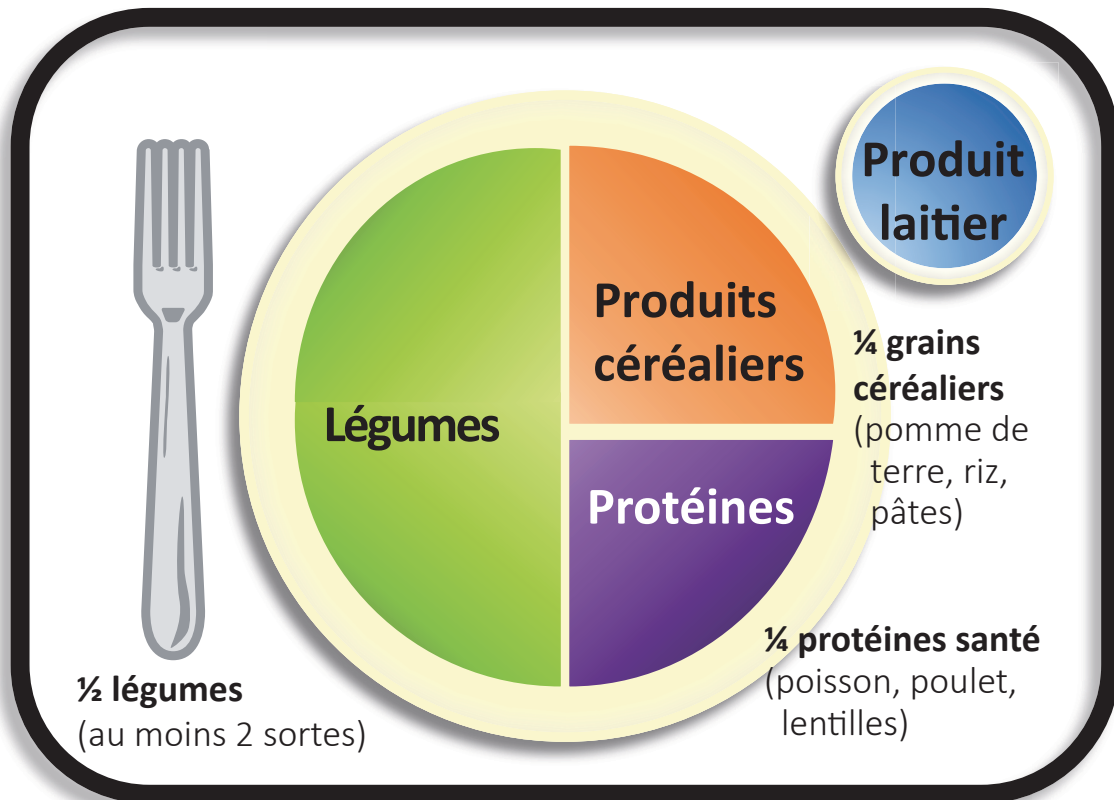 Produit
laitier
Produits
céréaliers
Légumes
Protéines
¼ grains
céréaliers
(pomme de
terre, riz,
pâtes)
¼ protéines santé
(poisson, poulet,
lentilles)
½ légumes
(au moins 2 sortes)